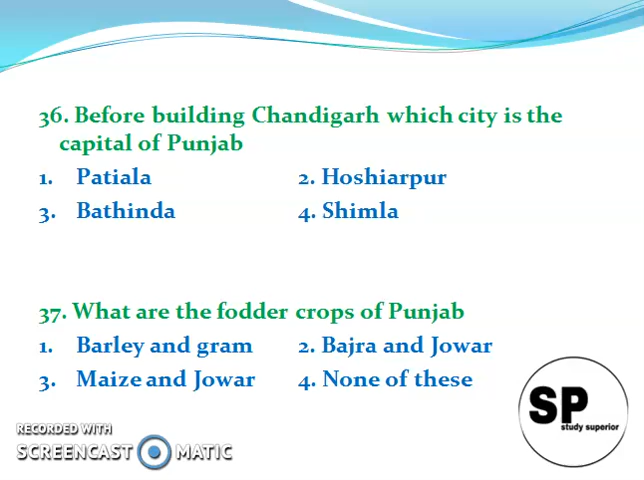 36. Before building Chandigarh which city is the
capital of Punjab
1. Patiala 2. Hoshiarpur
3. Bathinda 4. Shimla
37. What are the fodder crops of Punjab
1. Barley and gram 2. Bajra and Jowar
3. Maize and Jowar 4. None of these
SP
study superior
RECORDED WITH
SCREENCAST MATIC